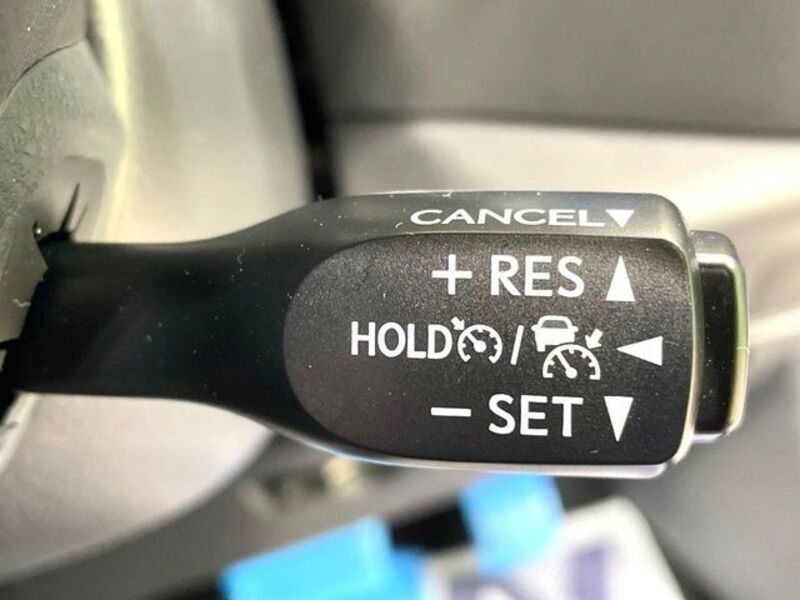 CANCEL▼
+ RES ▲
HOLD / ◀
− SET ▼